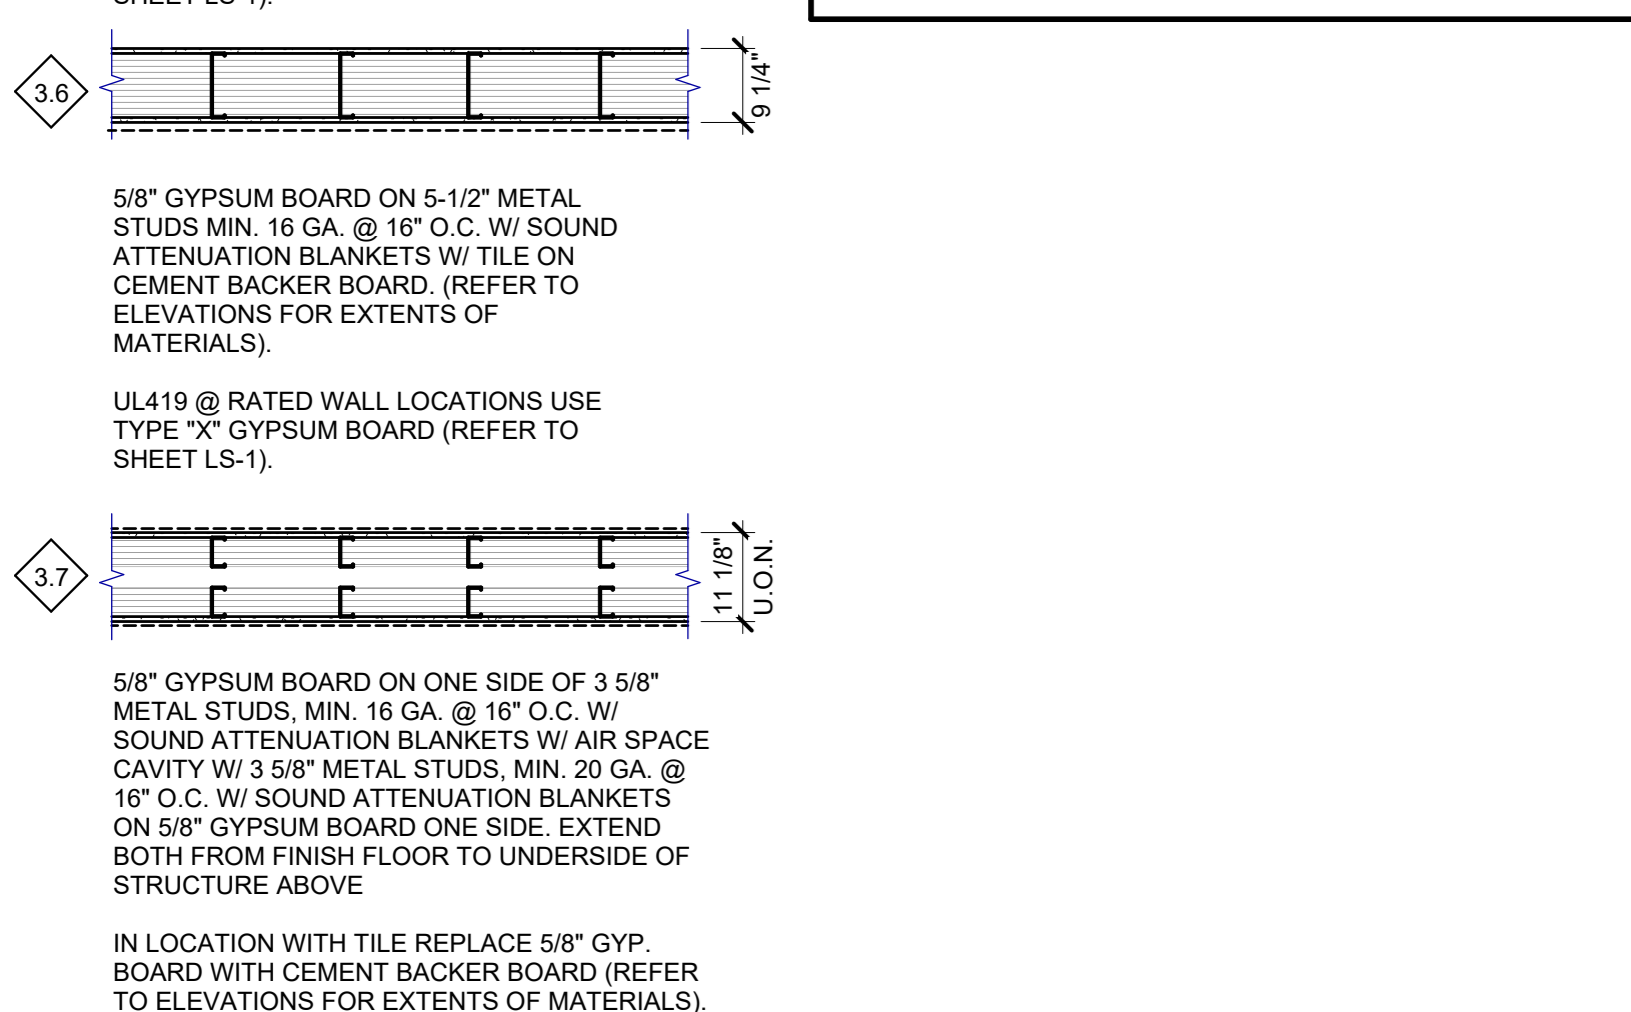 SHEET LS-1).
3.6
9 1/4"
5/8" GYPSUM BOARD ON 5-1/2" METAL
STUDS MIN. 16 GA. @ 16" O.C. W/ SOUND
ATTENUATION BLANKETS W/ TILE ON
CEMENT BACKER BOARD. (REFER TO
ELEVATIONS FOR EXTENTS OF
MATERIALS).
UL419 @ RATED WALL LOCATIONS USE
TYPE "X" GYPSUM BOARD (REFER TO
SHEET LS-1).
3.7
11 1/8"
U.O.N.
5/8" GYPSUM BOARD ON ONE SIDE OF 3 5/8"
METAL STUDS, MIN. 16 GA. @ 16" O.C. W/
SOUND ATTENUATION BLANKETS W/ AIR SPACE
CAVITY W/ 3 5/8" METAL STUDS, MIN. 20 GA. @
16" O.C. W/ SOUND ATTENUATION BLANKETS
ON 5/8" GYPSUM BOARD ONE SIDE. EXTEND
BOTH FROM FINISH FLOOR TO UNDERSIDE OF
STRUCTURE ABOVE
IN LOCATION WITH TILE REPLACE 5/8" GYP.
BOARD WITH CEMENT BACKER BOARD (REFER
TO ELEVATIONS FOR EXTENTS OF MATERIALS).